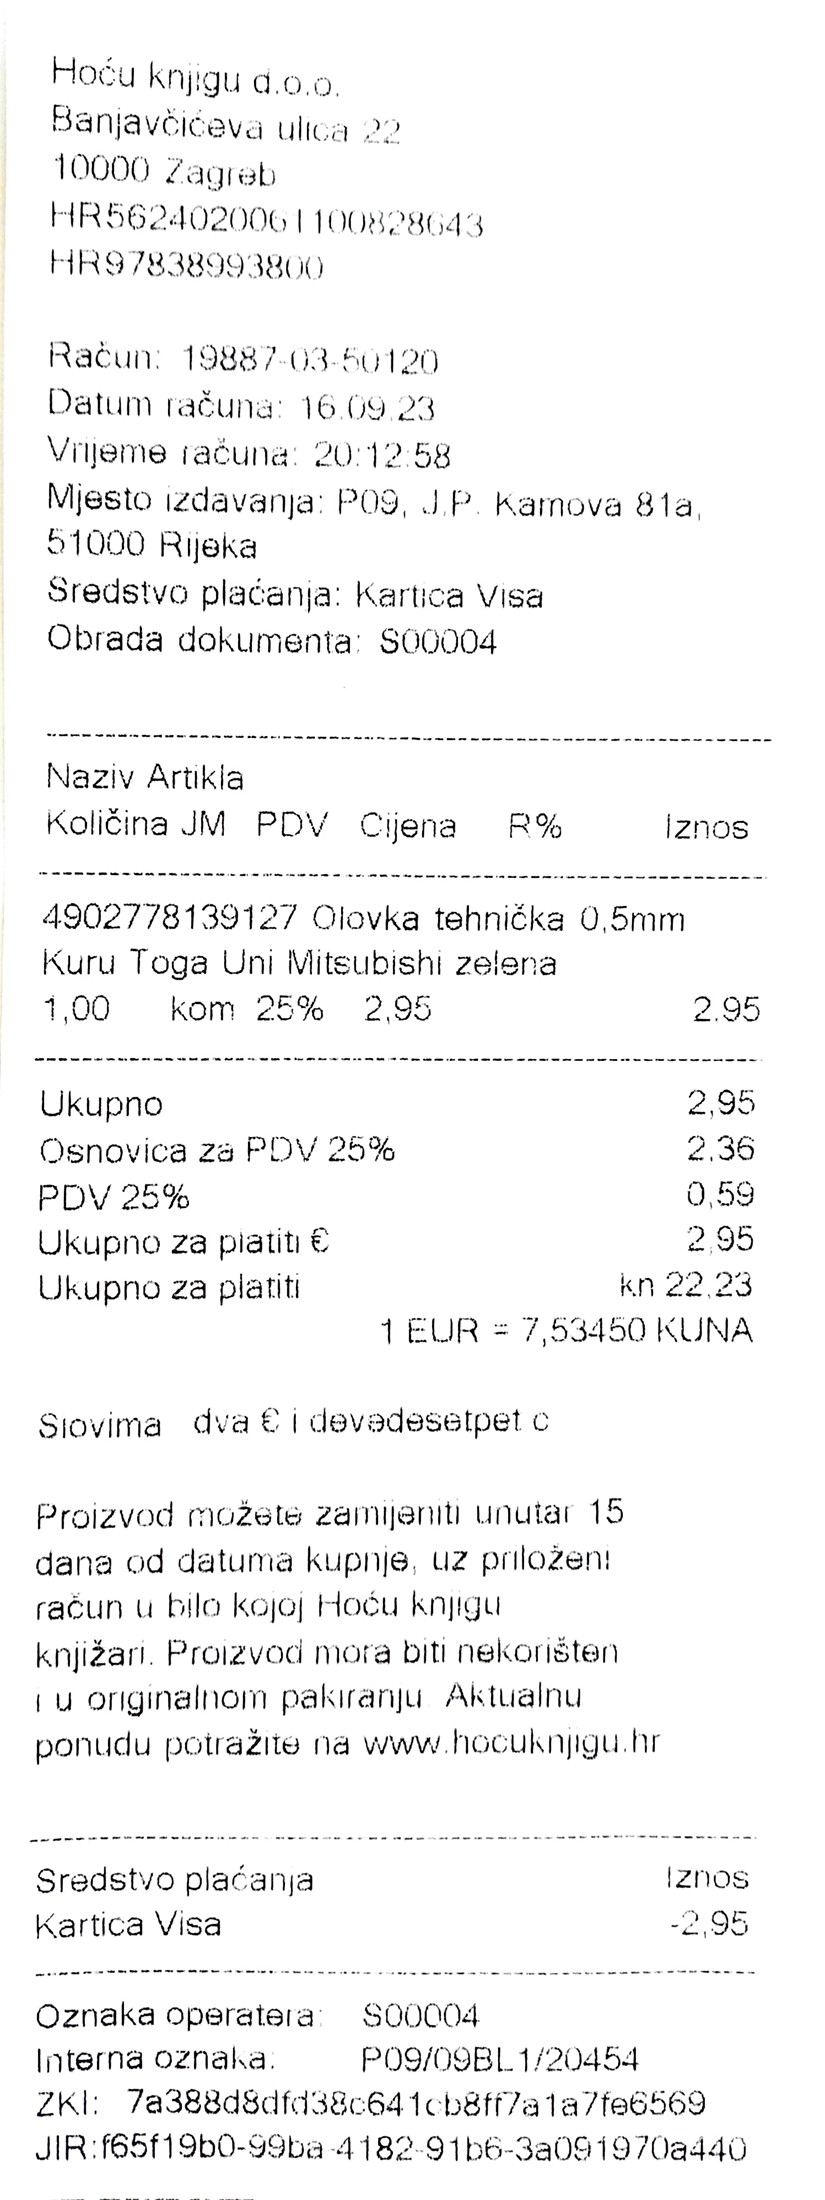 Hoću knjigu d.o.o.
Banjavčićeva ulica 22
10000 Zagreb
HR5624020061100828643
HR97838993800
Račun: 19887-03-50120
Datum računa: 16.09.23
Vrijeme računa: 20:12:58
Mjesto izdavanja: P09, J.P. Kamova 81a,
51000 Rijeka
Sredstvo plaćanja: Kartica Visa
Obrada dokumenta: S00004
Naziv Artikla
Količina JM PDV Cijena R% Iznos
4902778139127 Olovka tehnička 0,5mm
Kuru Toga Uni Mitsubishi zelena
1,00 kom 25% 2,95 2.95
Ukupno 2,95
Osnovica za PDV 25% 2,36
PDV 25% 0,59
Ukupno za platiti € 2,95
Ukupno za platiti kn 22,23
1 EUR = 7,53450 KUNA
Slovima dva € i devedesetpet c
Proizvod možete zamijeniti unutar 15
dana od datuma kupnje, uz priloženi
račun u bilo kojoj Hoću knjigu
knjižari. Proizvod mora biti nekorišten
i u originalnom pakiranju. Aktualnu
ponudu potražite na www.hocuknjigu.hr
Sredstvo plaćanja Iznos
Kartica Visa -2,95
Oznaka operatera: S00004
Interna oznaka: P09/09BL1/20454
ZKI: 7a388d8dfd38c641cb8ff7a1a7fe6569
JIR:f65f19b0-99ba-4182-91b6-3a091970a440